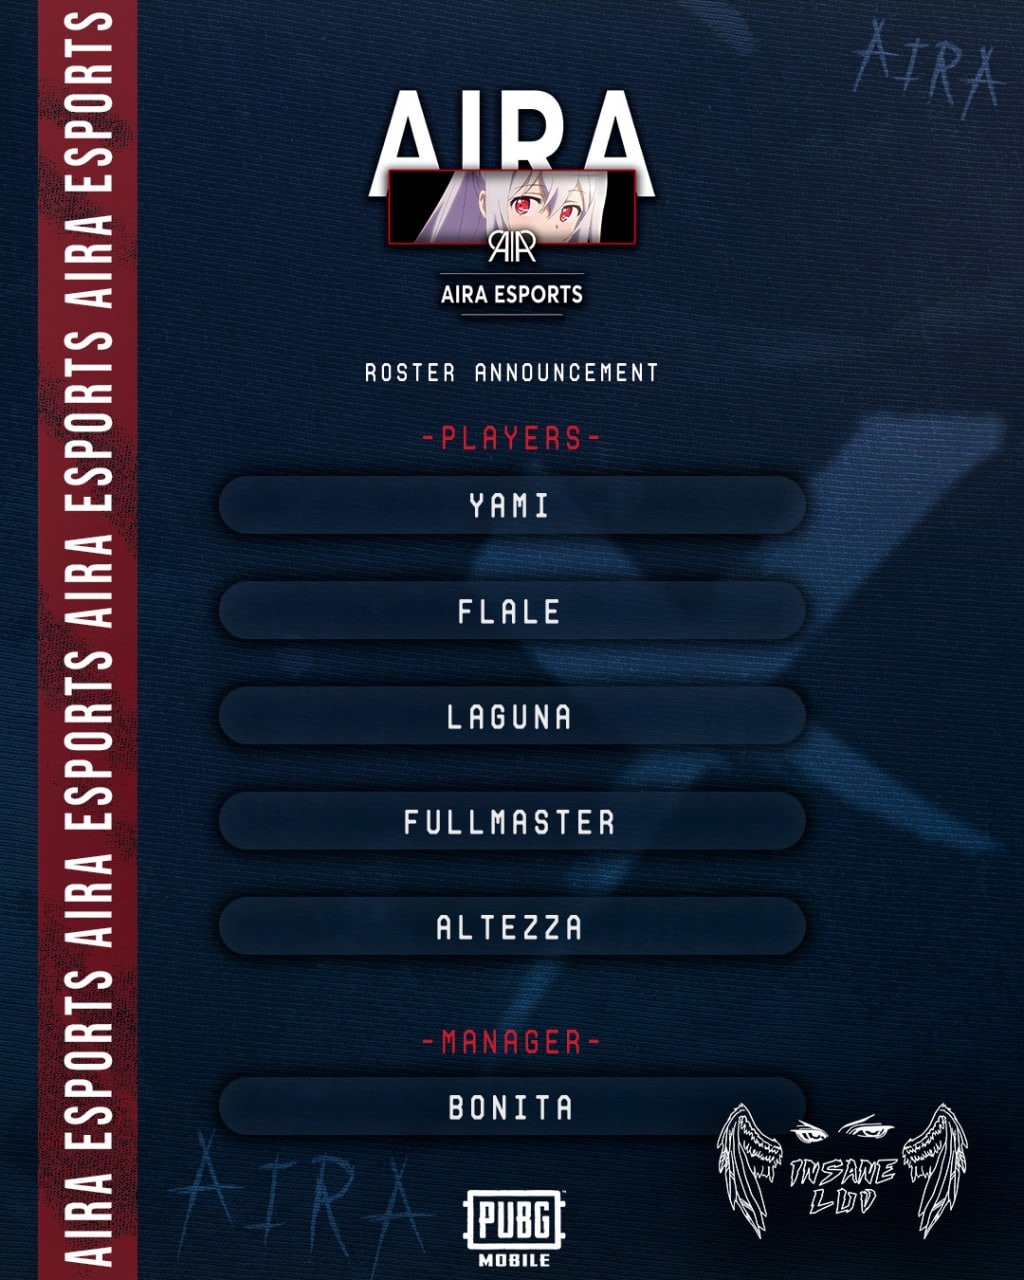 AIRA ESPORTS AIRA ESPORTS AIRA ESPORTS AIRA ESPORTS
AIRA
AIRA
AIRA ESPORTS
ROSTER ANNOUNCEMENT
-PLAYERS-
YAMI
FLALE
LAGUNA
FULLMASTER
ALTEZZA
-MANAGER-
BONITA
AIRA
INSANE
LUV
PUBG
MOBILE